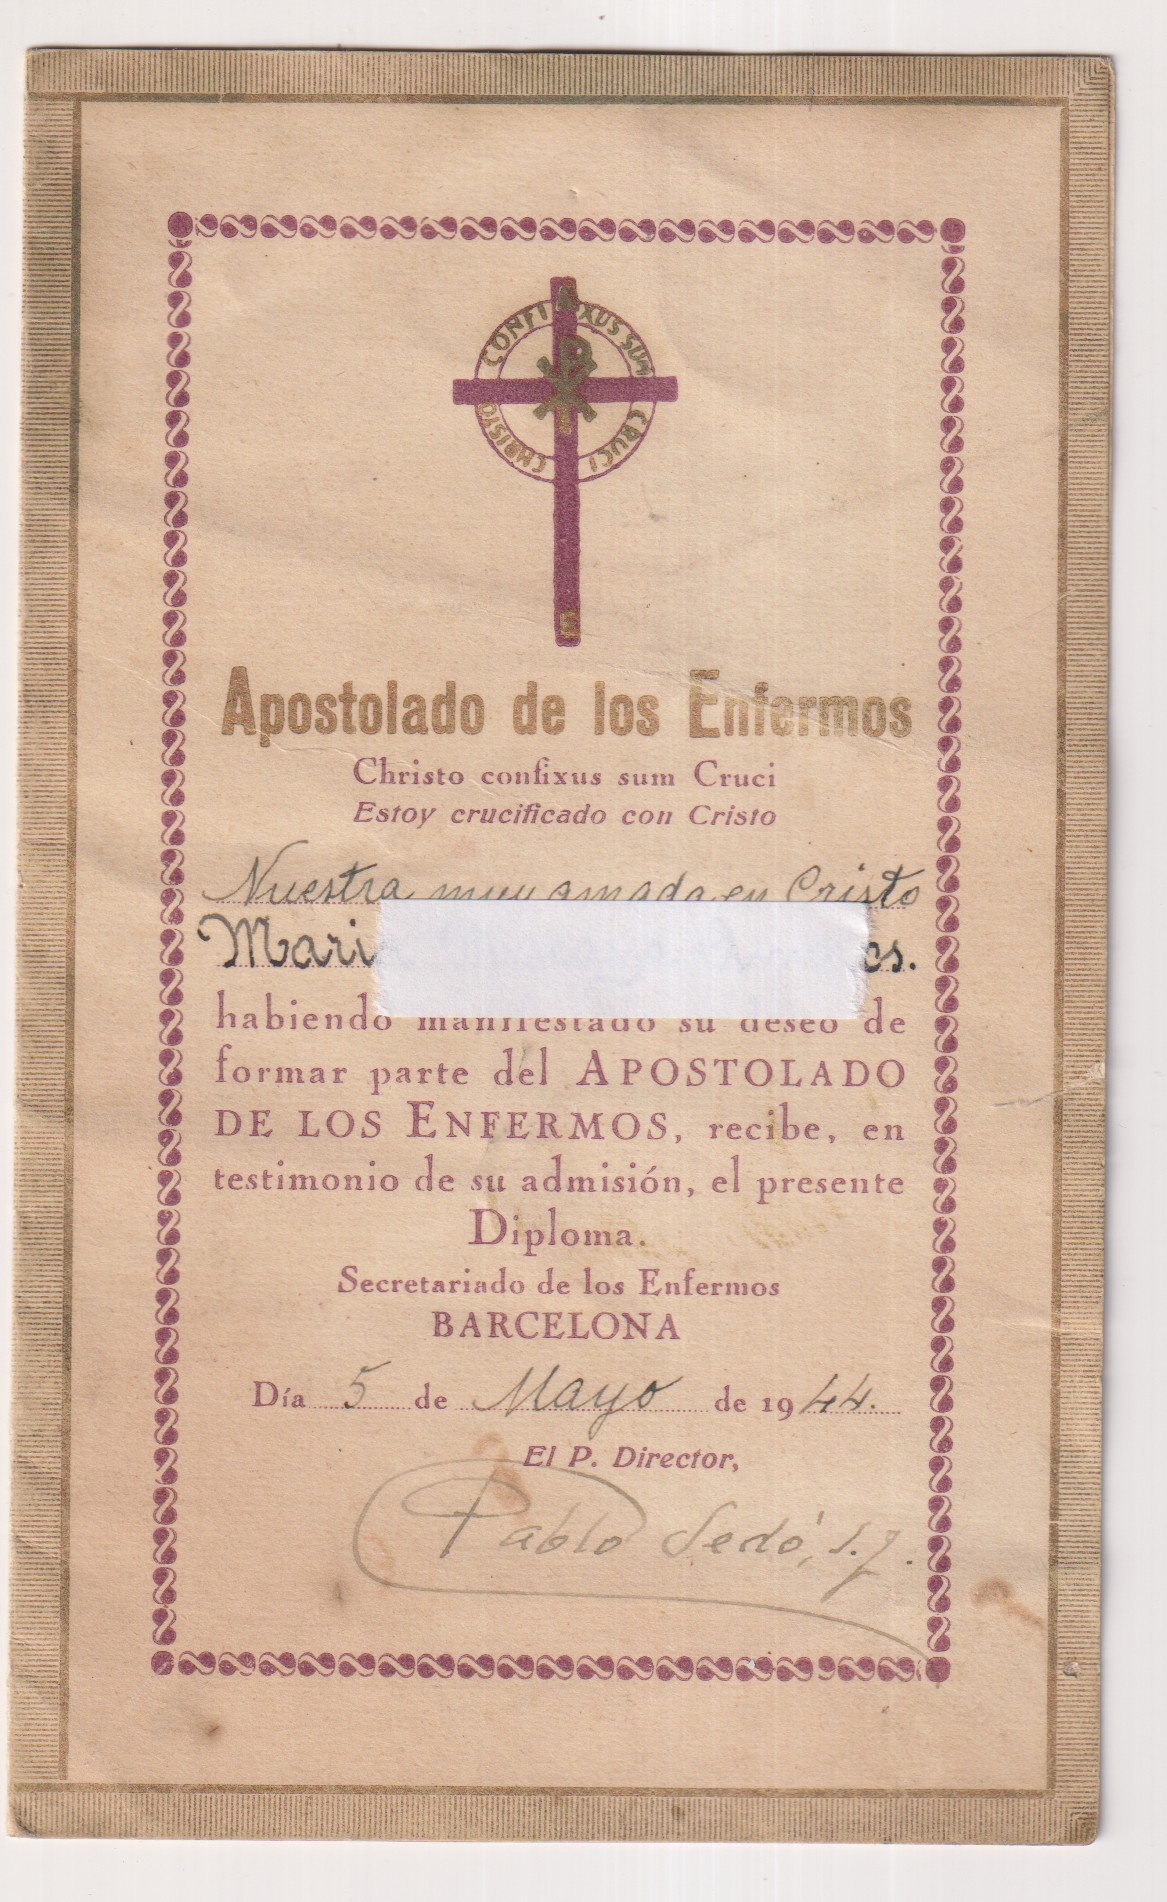 CONFIXUS SUM CRUCI CHRISTO
Apostolado de los Enfermos
Christo confixus sum Cruci
Estoy crucificado con Cristo
Nuestra muy amada en Cristo
Maria
habiendo manifestado su deseo de
formar parte del APOSTOLADO
DE LOS ENFERMOS, recibe, en
testimonio de su admisión, el presente
Diploma.
Secretariado de los Enfermos
BARCELONA
Día 5 de Mayo de 1944.
El P. Director,
Pablo Sedó, S.J.